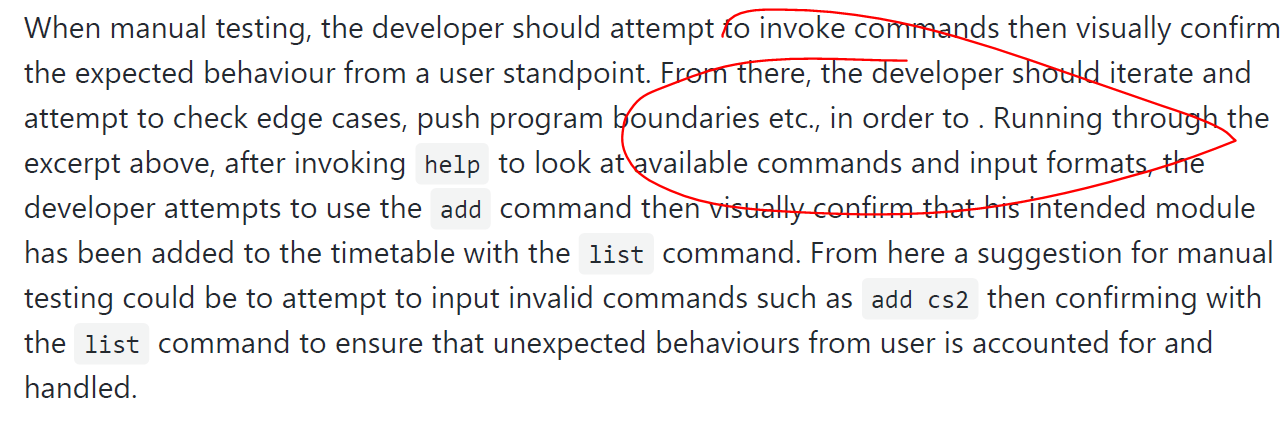 When manual testing, the developer should attempt to invoke commands then visually confirm
the expected behaviour from a user standpoint. From there, the developer should iterate and
attempt to check edge cases, push program boundaries etc., in order to . Running through the
excerpt above, after invoking help to look at available commands and input formats, the
developer attempts to use the add command then visually confirm that his intended module
has been added to the timetable with the list command. From here a suggestion for manual
testing could be to attempt to input invalid commands such as add cs2 then confirming with
the list command to ensure that unexpected behaviours from user is accounted for and
handled.